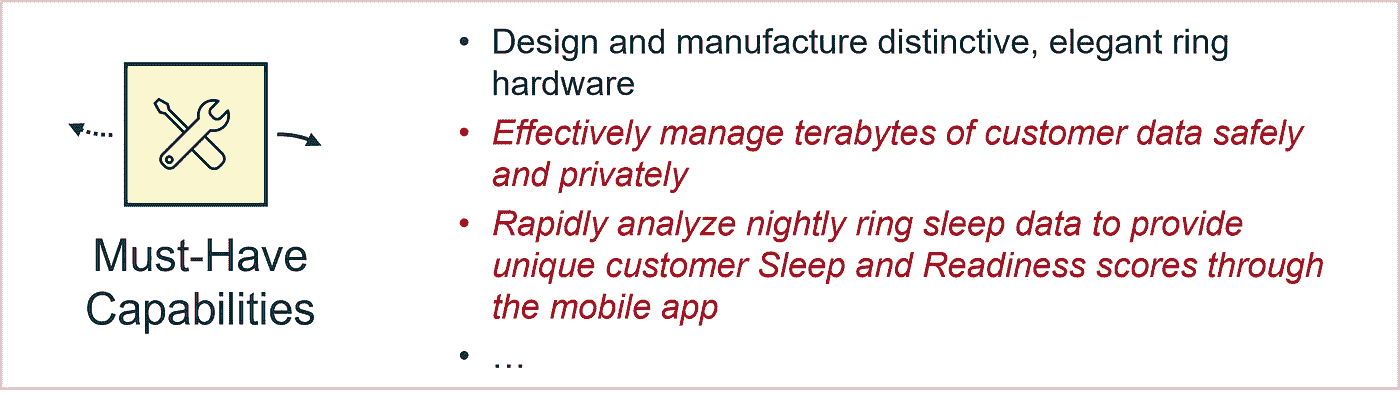 Must-Have
Capabilities
• Design and manufacture distinctive, elegant ring
hardware
• Effectively manage terabytes of customer data safely
and privately
• Rapidly analyze nightly ring sleep data to provide
unique customer Sleep and Readiness scores through
the mobile app
• …